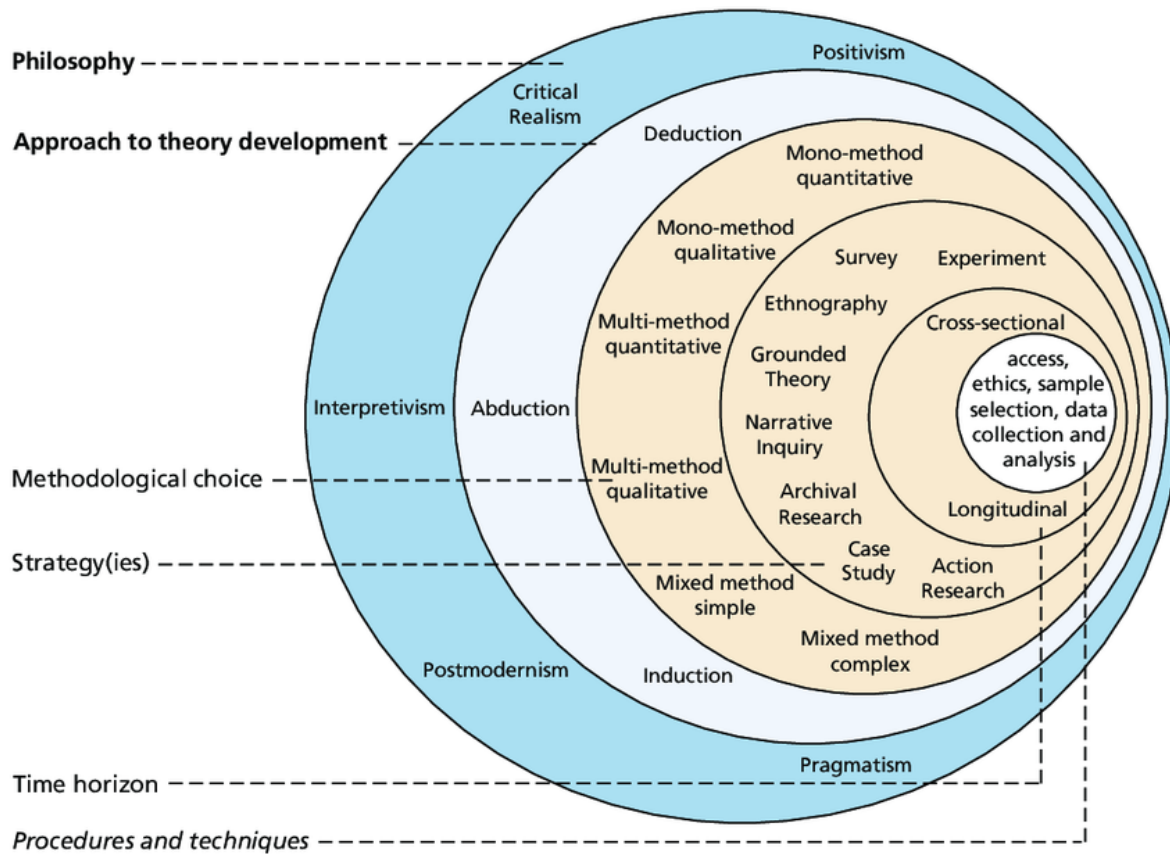 Philosophy
Positivism
Critical
Realism
Approach to theory development
Deduction
Mono-method
quantitative
Mono-method
qualitative
Survey
Experiment
Ethnography
Multi-method
quantitative
Cross-sectional
Grounded
Theory
access,
ethics, sample
selection, data
collection and
analysis
Interpretivism
Abduction
Narrative
Inquiry
Methodological choice
Multi-method
qualitative
Archival
Research
Longitudinal
Strategy(ies)
Case
Study
Action
Research
Mixed method
simple
Mixed method
complex
Postmodernism
Induction
Pragmatism
Time horizon
Procedures and techniques